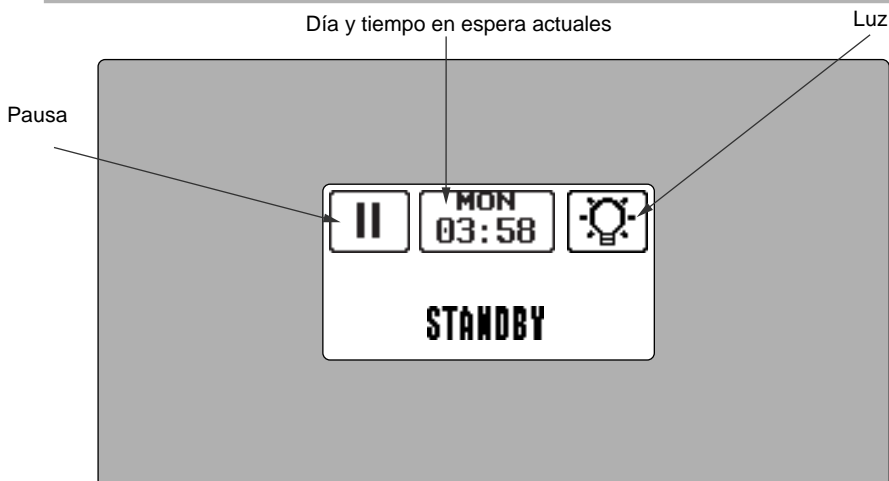 Día y tiempo en espera actuales
Luz
Pausa
MON
03:58
STANDBY